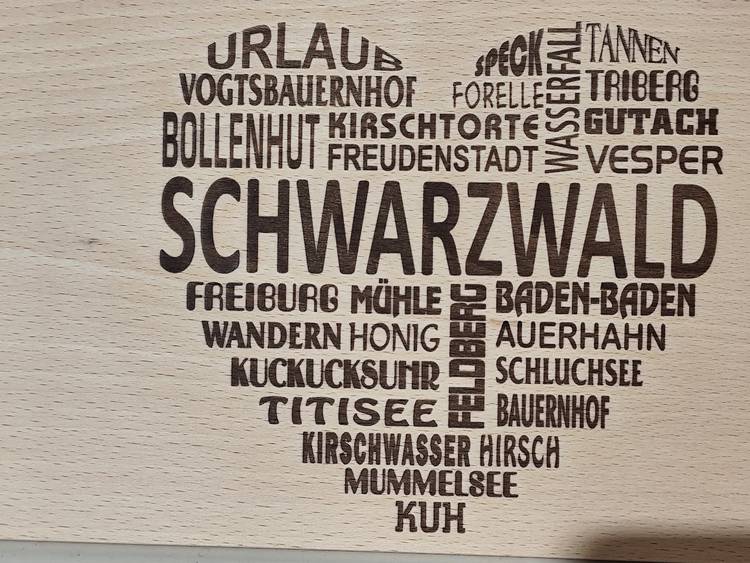 URLAUB
SPECK
WASSERFALL
TANNEN
VOGTSBAUERNHOF
FORELLE
TRIBERG
BOLLENHUT
KIRSCHTORTE
GUTACH
FREUDENSTADT
VESPER
SCHWARZWALD
FREIBURG MÜHLE
FELDBERG
BADEN-BADEN
WANDERN HONIG
AUERHAHN
KUCKUCKSUHR
SCHLUCHSEE
TITISEE
BAUERNHOF
KIRSCHWASSER HIRSCH
MUMMELSEE
KUH